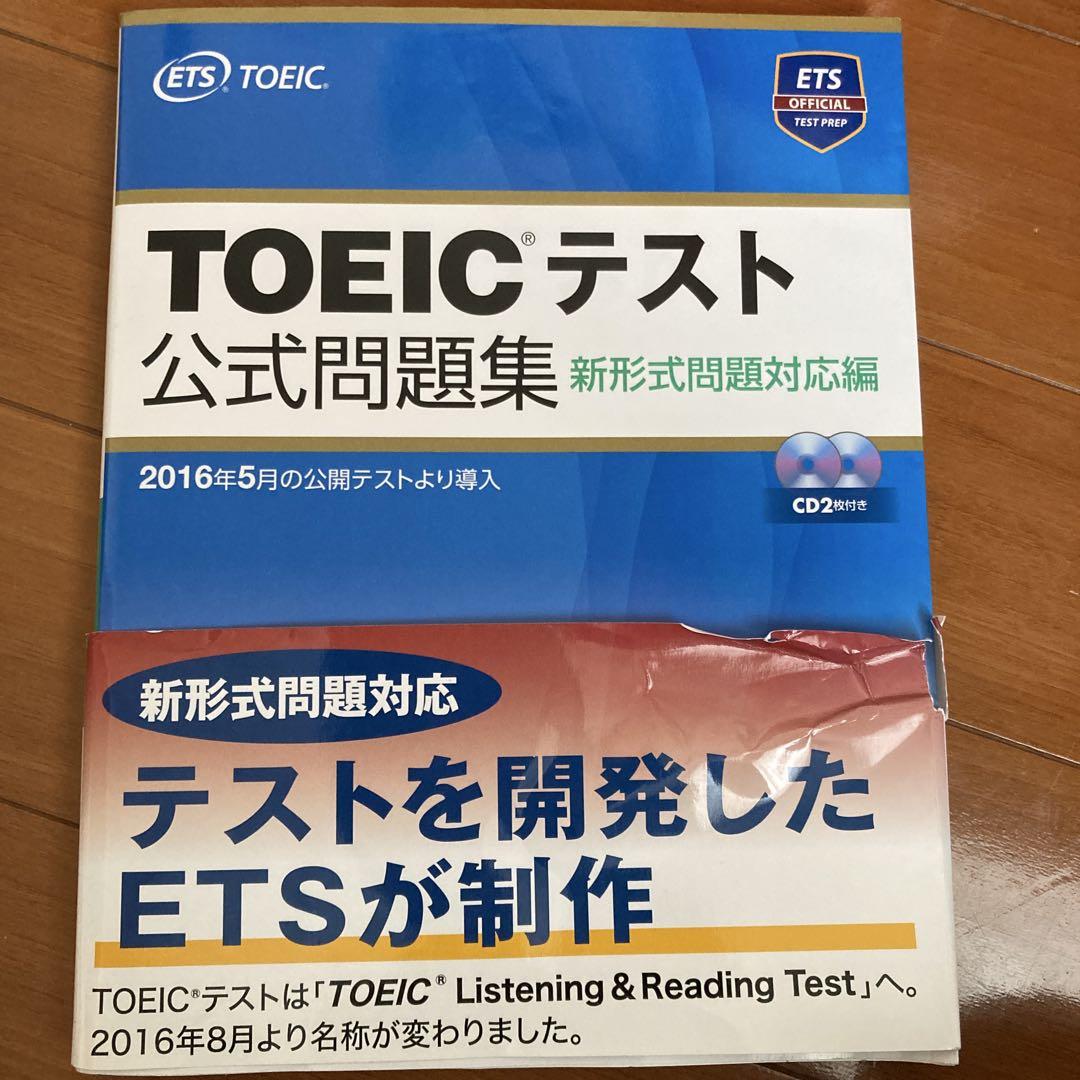 ETS® TOEIC®
ETS
OFFICIAL
TEST PREP
TOEIC®テスト
公式問題集 新形式問題対応編
2016年5月の公開テストより導入
CD2枚付き
新形式問題対応
テストを開発した
ETSが制作
TOEIC®テストは「TOEIC® Listening & Reading Test」へ。
2016年8月より名称が変わりました。